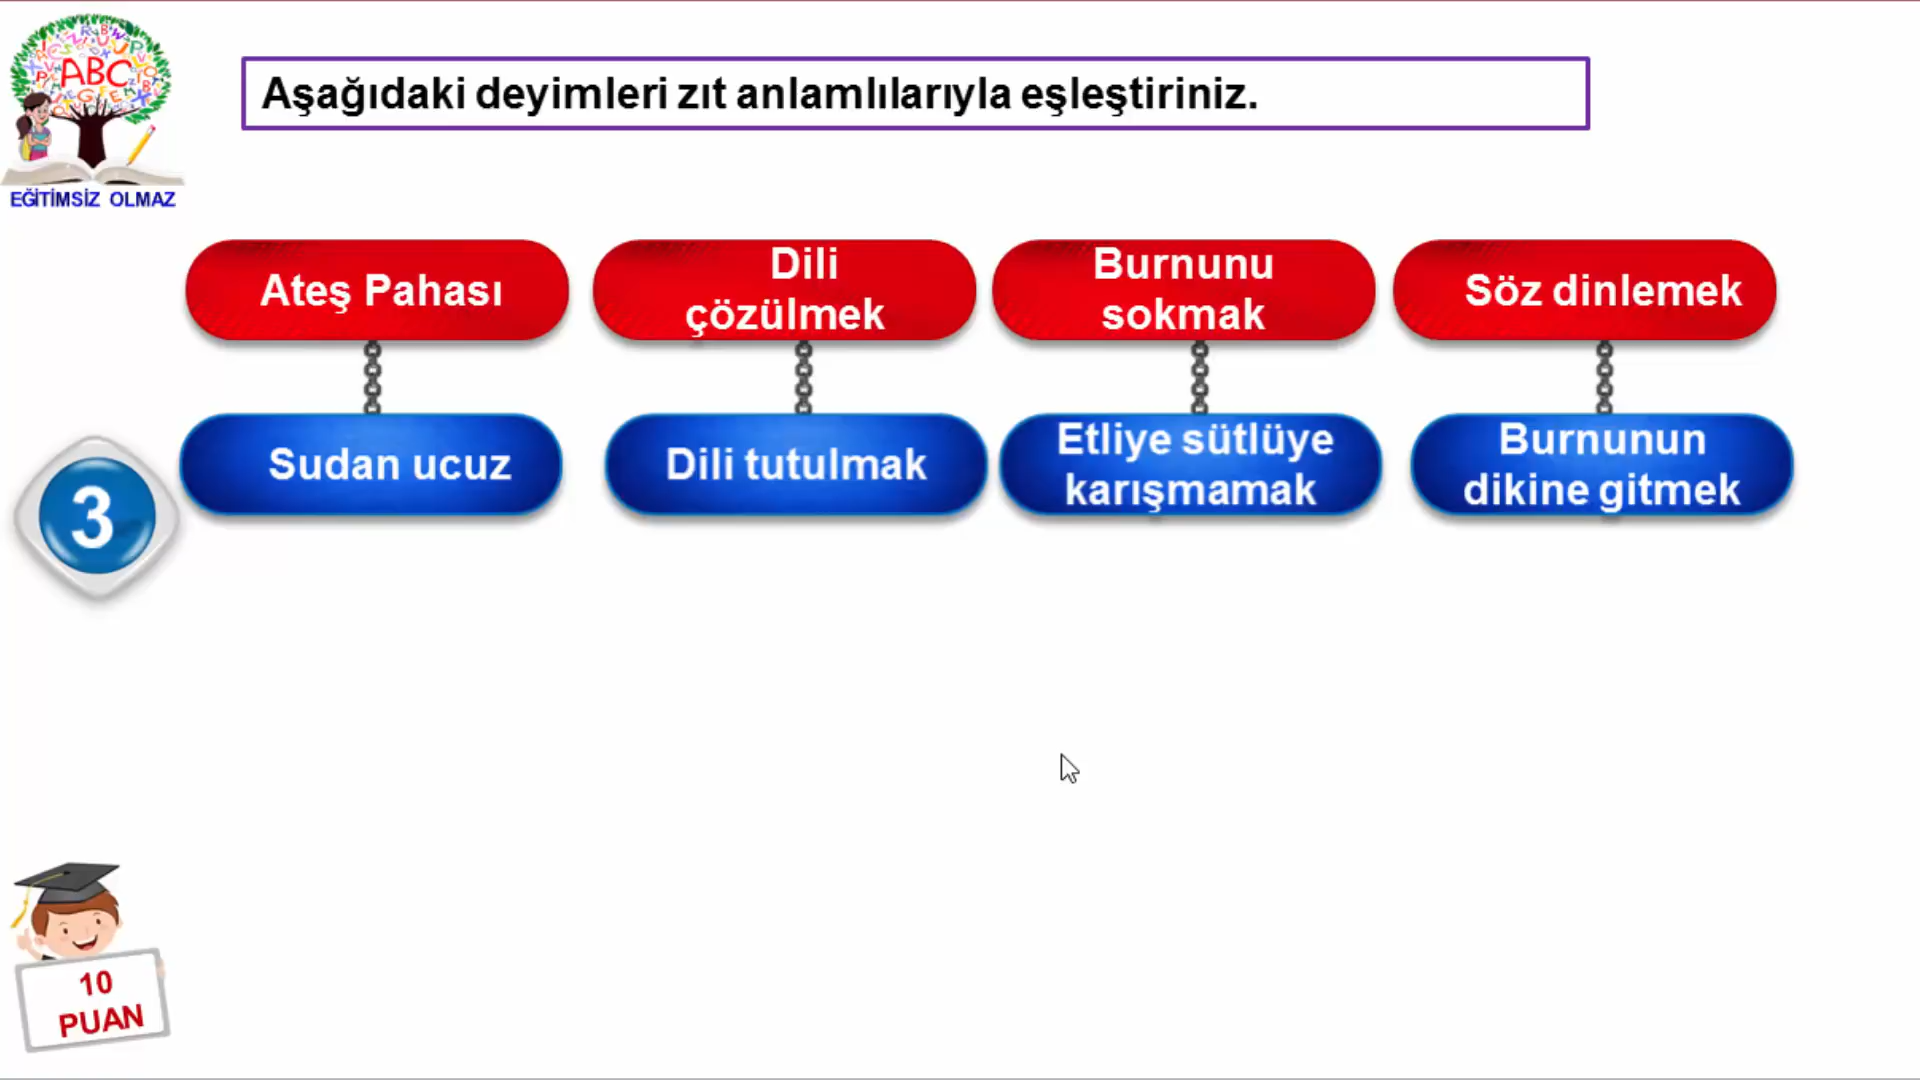 ABC
EĞİTİMSİZ OLMAZ
Aşağıdaki deyimleri zıt anlamlılarıyla eşleştiriniz.
Ateş Pahası
Dili
çözülmek
Burnunu
sokmak
Söz dinlemek
Sudan ucuz
Dili tutulmak
Etliye sütlüye
karışmamak
Burnunun
dikine gitmek
3
10
PUAN